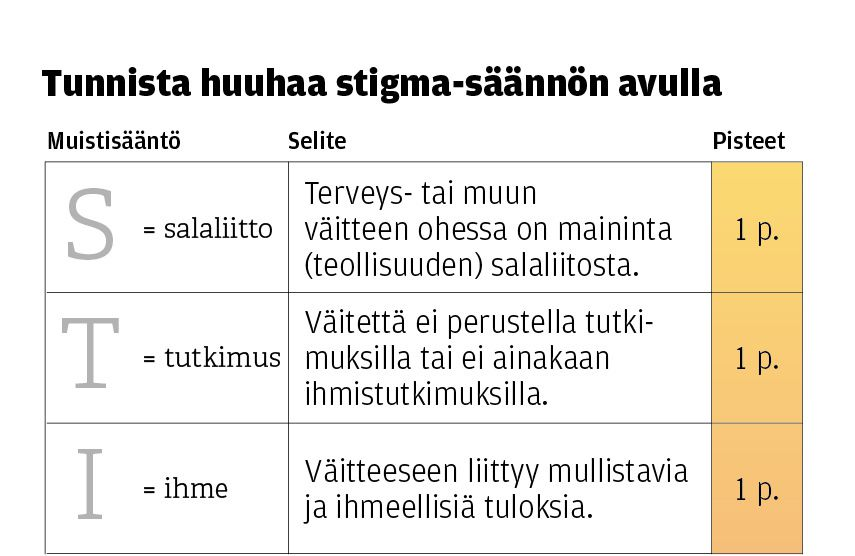 Tunnista huuhaa stigma-säännön avulla
Muistisääntö Selite Pisteet
S = salaliitto
Terveys- tai muun
väitteen ohessa on maininta
(teollisuuden) salaliitosta.
1 p.
T = tutkimus
Väitettä ei perustella tutki-
muksilla tai ei ainakaan
ihmistutkimuksilla.
1 p.
I = ihme
Väitteeseen liittyy mullistavia
ja ihmeellisiä tuloksia.
1 p.